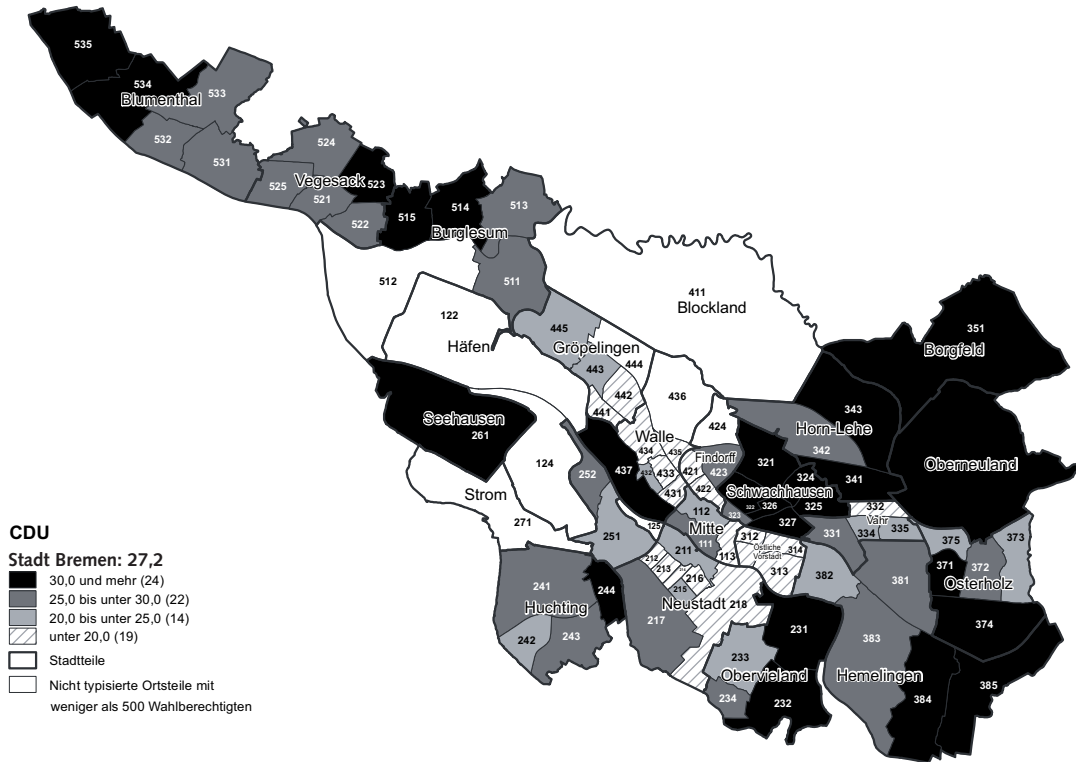 535
534
Blumenthal
533
532
531
524
Vegesack
523
525
521
522
515
514
513
Burglesum
511
512
122
Häfen
411
Blockland
445
Gröpelingen
444
443
442
441
436
351
Borgfeld
343
Horn-Lehe
342
424
Seehausen
261
124
Strom
271
252
437
Walle
434
435
432
433
431
Findorff
421
423
422
321
324
341
Schwachhausen
322
326
325
323
327
Oberneuland
332
Vahr
331
334
335
375
373
371
372
Osterholz
374
112
Mitte
111
113
125
251
211
212
213
216
215
312
Östliche
Vorstadt
314
313
382
381
241
Huchting
244
242
243
217
Neustadt
218
231
233
Obervieland
234
232
383
Hemelingen
384
385
CDU
Stadt Bremen: 27,2
30,0 und mehr (24)
25,0 bis unter 30,0 (22)
20,0 bis unter 25,0 (14)
unter 20,0 (19)
Stadtteile
Nicht typisierte Ortsteile mit
weniger als 500 Wahlberechtigten